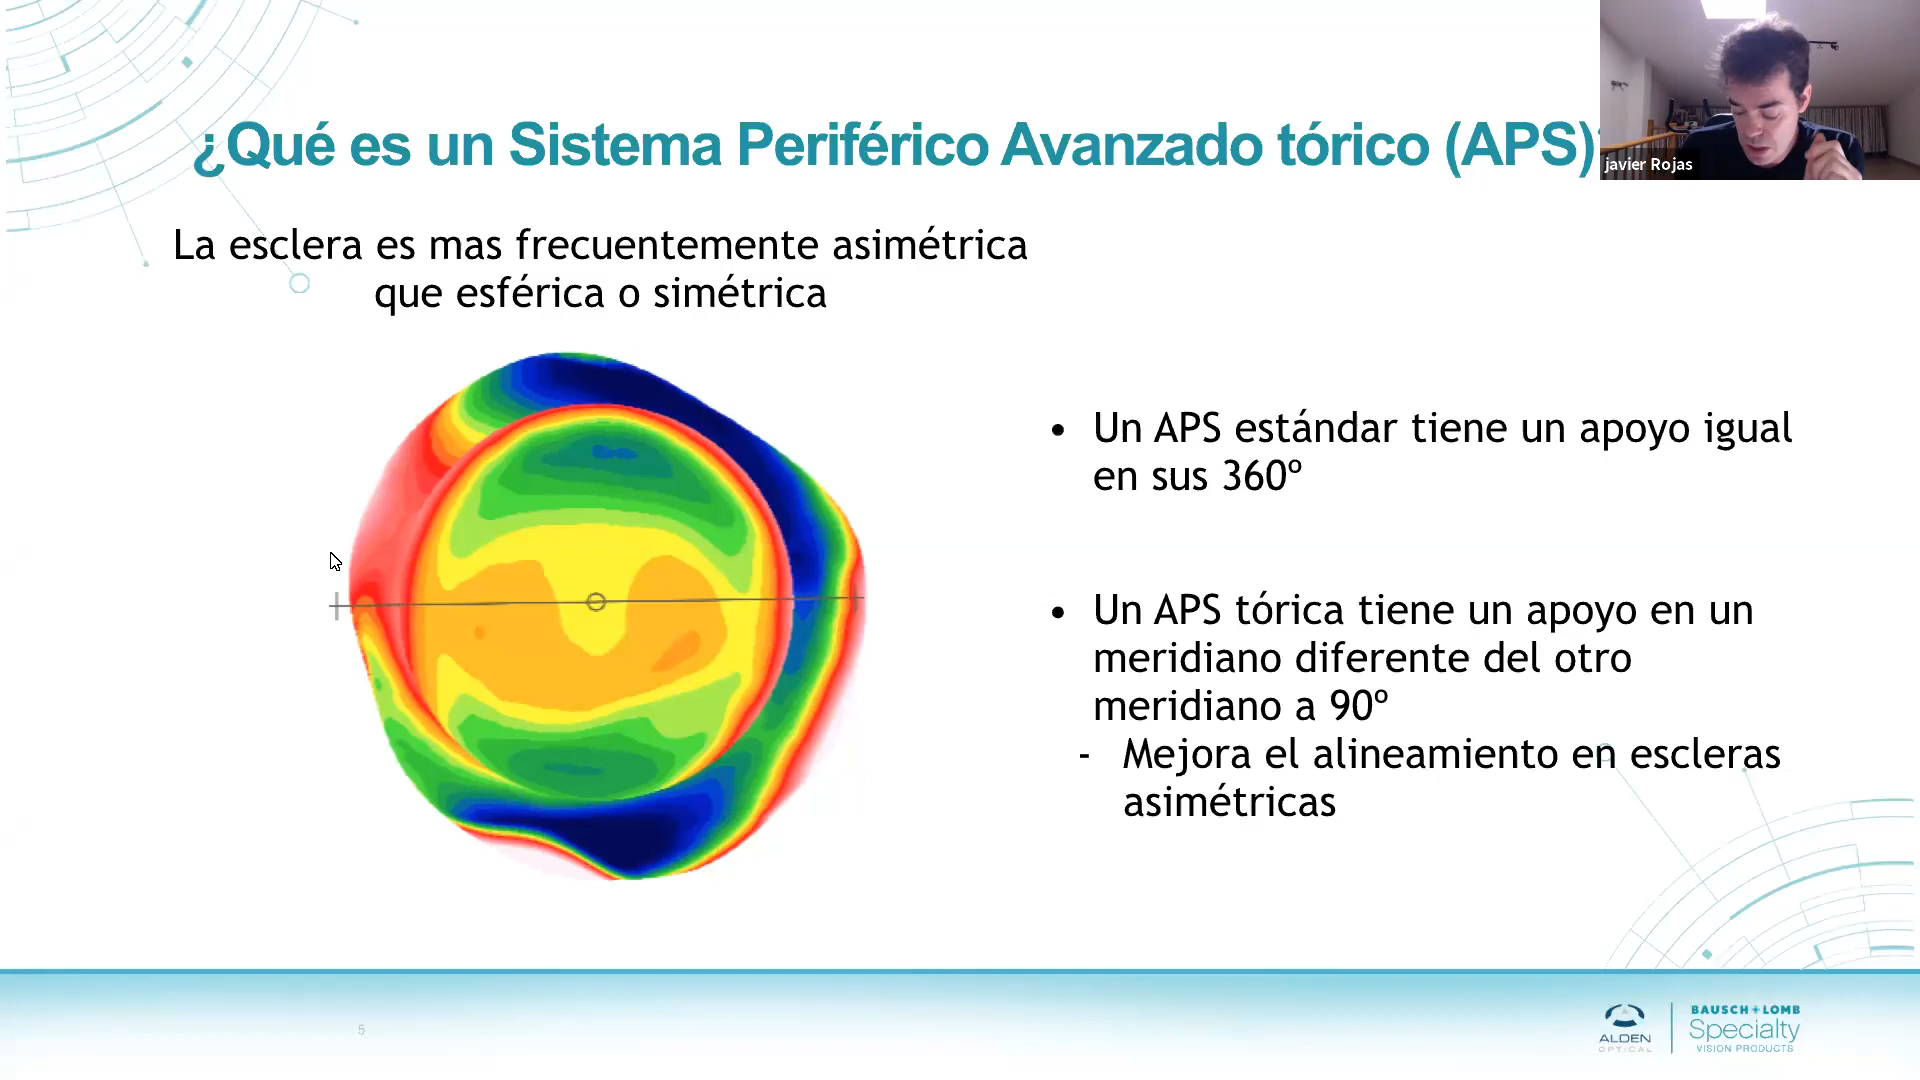 ¿Qué es un Sistema Periférico Avanzado tórico (APS)?
javier Rojas
La esclera es mas frecuentemente asimétrica
que esférica o simétrica
• Un APS estándar tiene un apoyo igual
en sus 360º
• Un APS tórica tiene un apoyo en un
meridiano diferente del otro
meridiano a 90º
- Mejora el alineamiento en escleras
asimétricas
5
ALDEN
OPTICAL
BAUSCH + LOMB
Specialty
VISION PRODUCTS